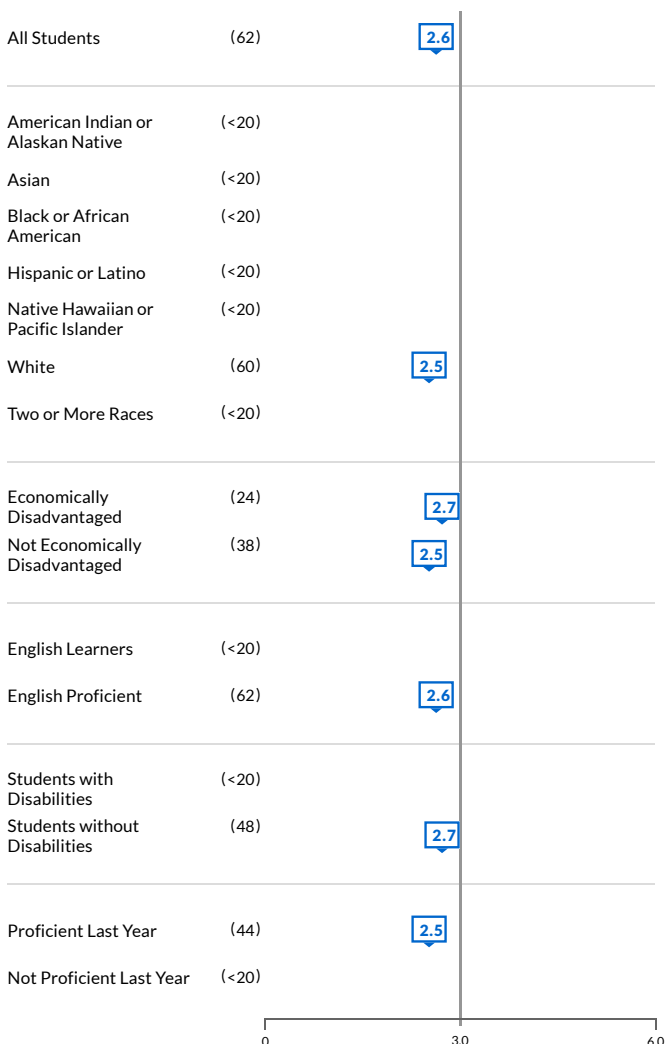 All Students (62) 2.6
American Indian or (<20)
Alaskan Native
Asian (<20)
Black or African (<20)
American
Hispanic or Latino (<20)
Native Hawaiian or (<20)
Pacific Islander
White (60) 2.5
Two or More Races (<20)
Economically (24) 2.7
Disadvantaged
Not Economically (38) 2.5
Disadvantaged
English Learners (<20)
English Proficient (62) 2.6
Students with (<20)
Disabilities
Students without (48) 2.7
Disabilities
Proficient Last Year (44) 2.5
Not Proficient Last Year (<20)
0 3.0 6.0